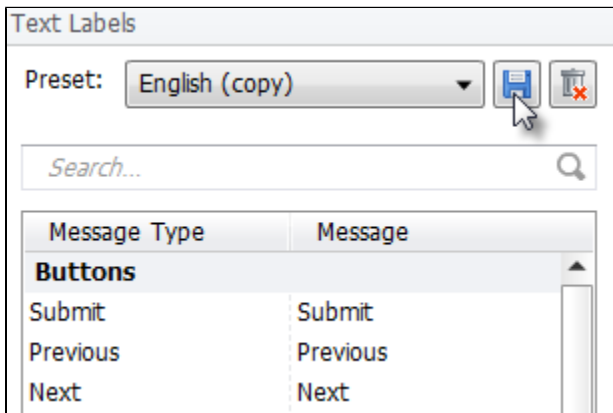 Text Labels
Preset: English (copy)
Search...
Message Type Message
Buttons
Submit Submit
Previous Previous
Next Next